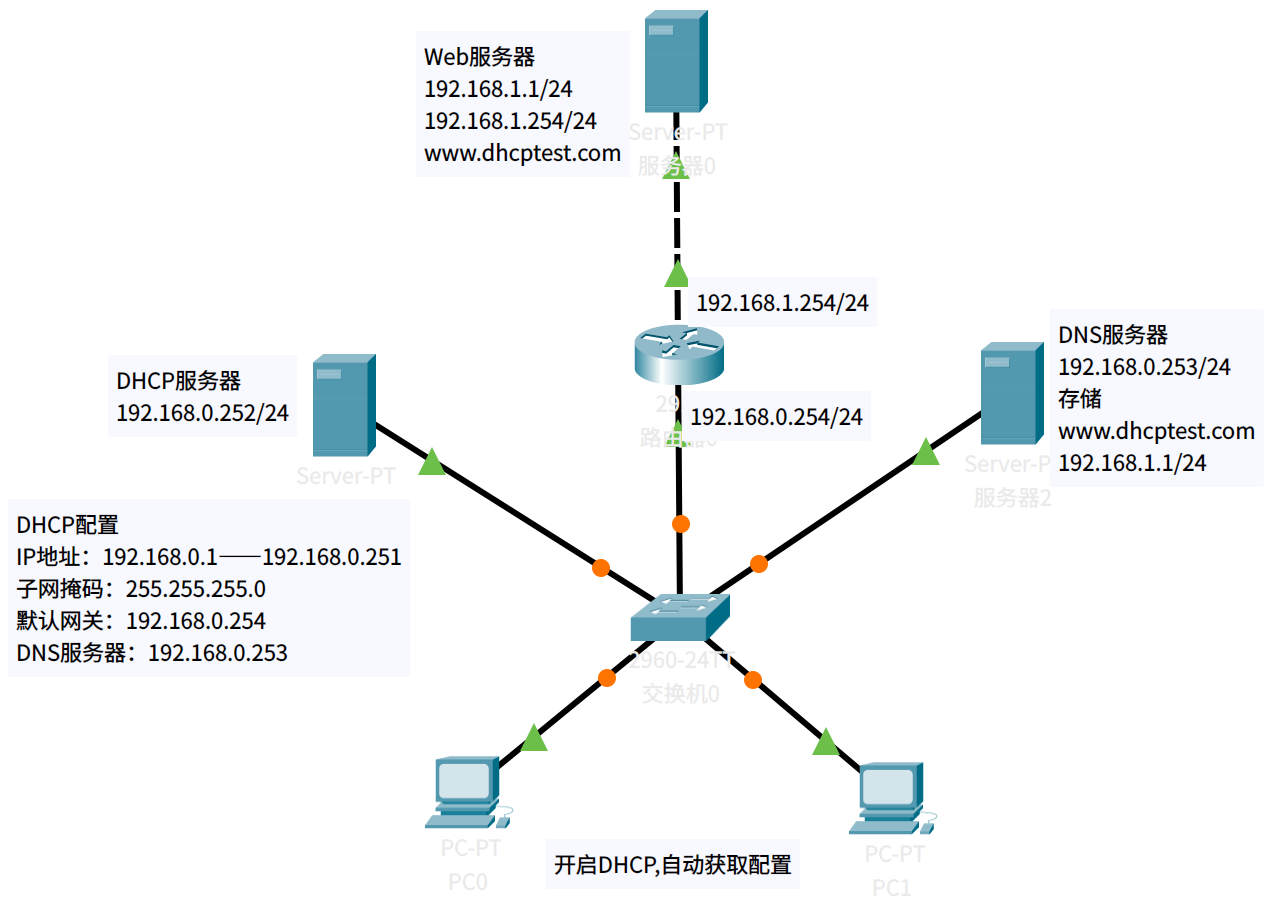 Web服务器
192.168.1.1/24
192.168.1.254/24
www.dhcptest.com
Server-PT
服务器0
192.168.1.254/24
DHCP服务器
192.168.0.252/24
Server-PT
29
192.168.0.254/24
路由器0
DNS服务器
192.168.0.253/24
存储
www.dhcptest.com
192.168.1.1/24
Server-P
服务器2
DHCP配置
IP地址：192.168.0.1——192.168.0.251
子网掩码：255.255.255.0
默认网关：192.168.0.254
DNS服务器：192.168.0.253
2960-24TT
交换机0
PC-PT
PC0
开启DHCP,自动获取配置
PC-PT
PC1